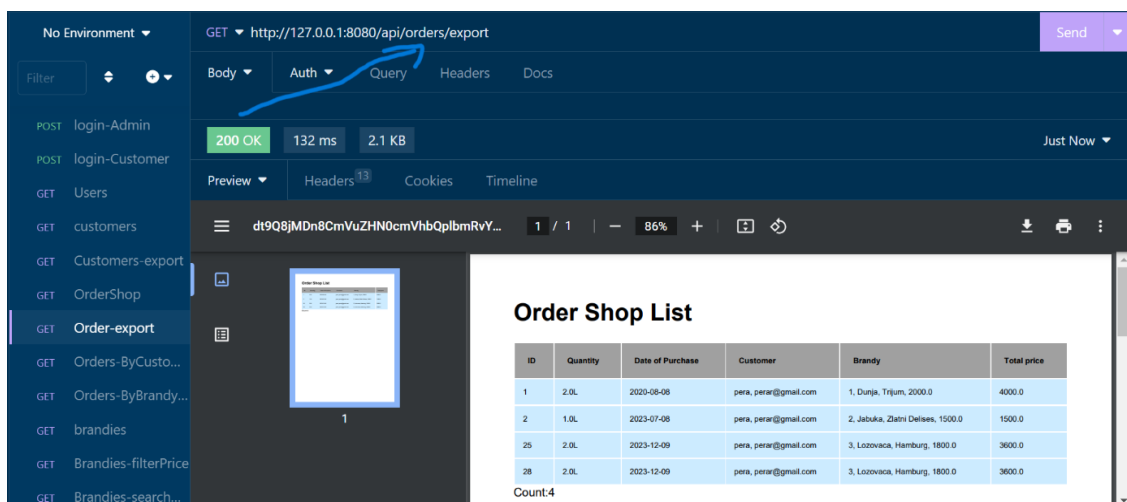 No Environment
GET http://127.0.0.1:8080/api/orders/export
Send
Filter
Body Auth Query Headers Docs
POST login-Admin
POST login-Customer
GET Users
GET customers
GET Customers-export
GET OrderShop
GET Order-export
GET Orders-ByCusto...
GET Orders-ByBrandy...
GET brandies
GET Brandies-filterPrice
GET Brandies-search...
200 OK 132 ms 2.1 KB Just Now
Preview Headers 13 Cookies Timeline
1 / 1 86%
1
Order Shop List
ID Quantity Date of Purchase Customer Brandy Total price
1 2.0L 2020-08-08 pera, perar@gmail.com 1, Dunja, Trijum, 2000.0 4000.0
2 1.0L 2023-07-08 pera, perar@gmail.com 2, Jabuka, Zlatni Delises, 1500.0 1500.0
25 2.0L 2023-12-09 pera, perar@gmail.com 3, Lozovaca, Hamburg, 1800.0 3600.0
28 2.0L 2023-12-09 pera, perar@gmail.com 3, Lozovaca, Hamburg, 1800.0 3600.0
Count:4